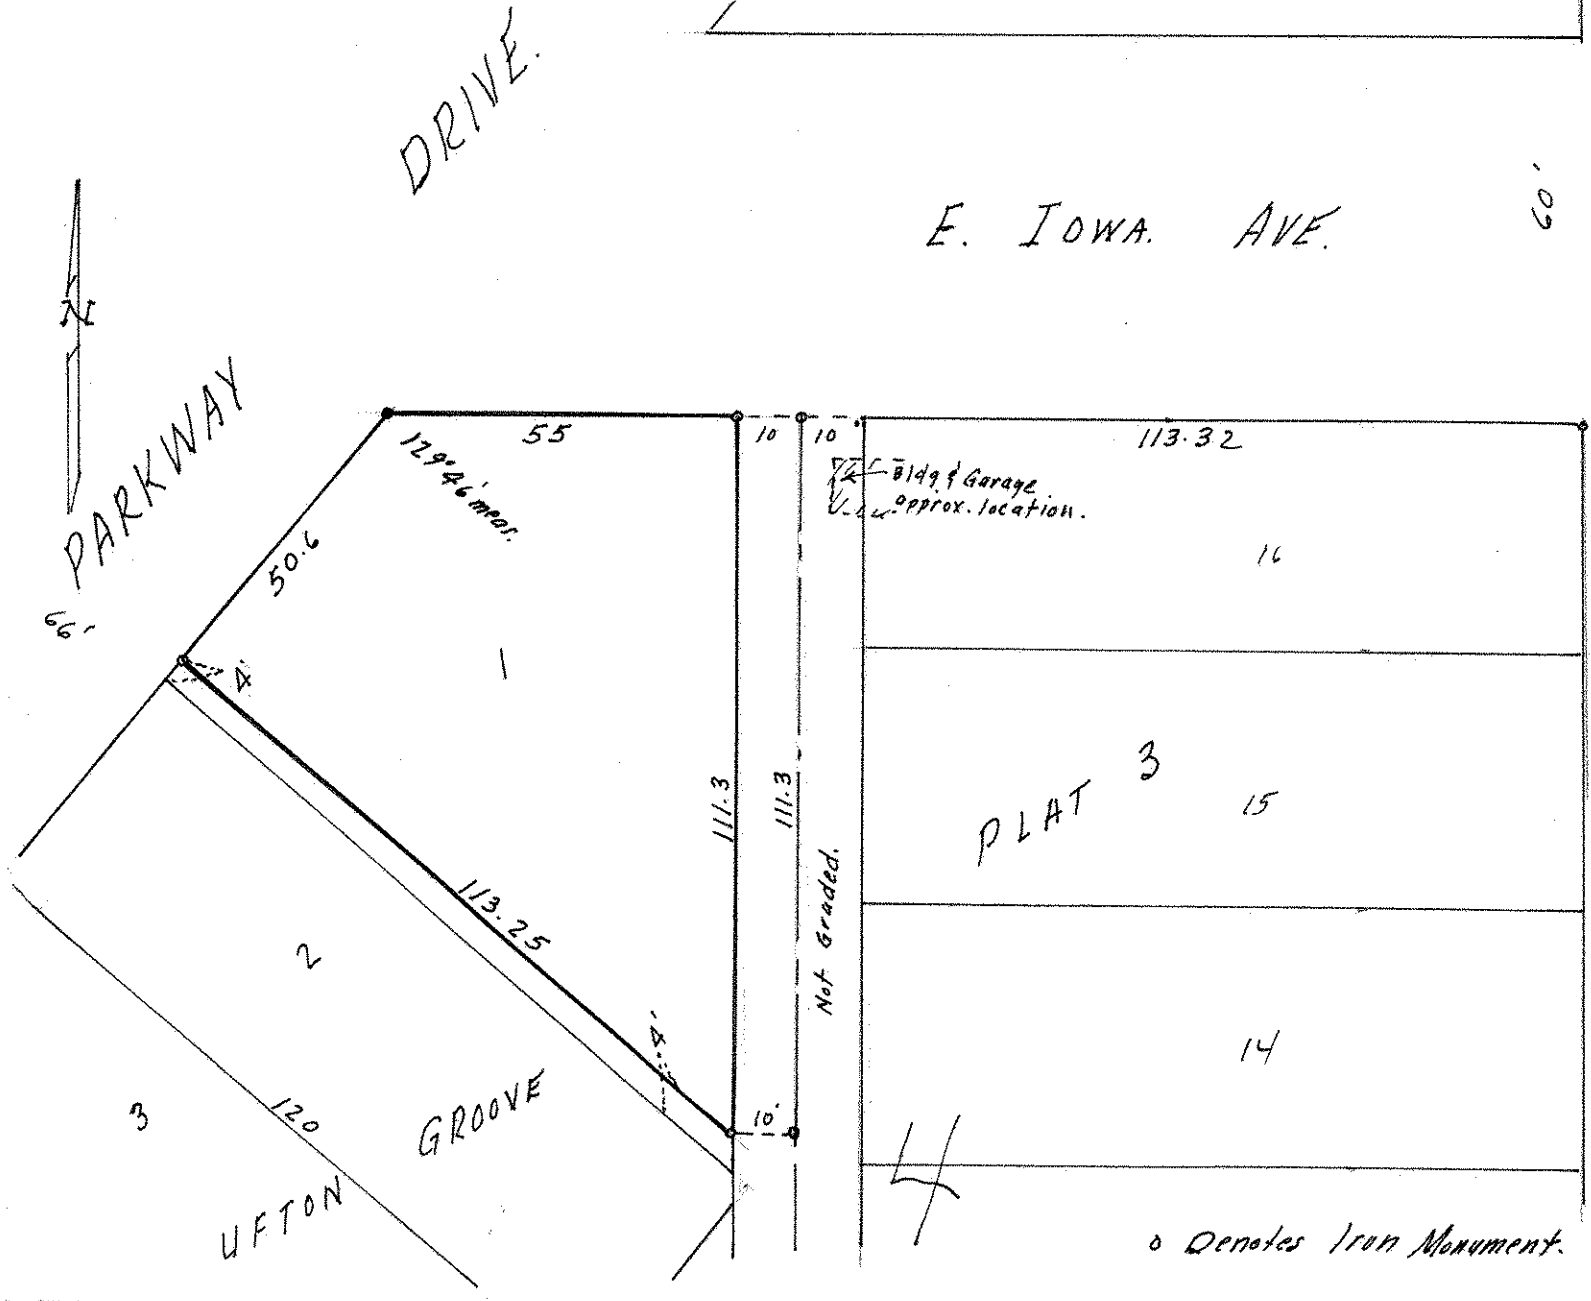 DRIVE.
E. IOWA. AVE.
60'
N
PARKWAY
66'
55
10
10
113.32
129°46' meas.
Bldg & Garage
approx. location.
50.6
16
1
4'
PLAT 3
15
111.3
111.3
Not Graded.
113.25
2
14
4'
10'
3
120
GROOVE
UFTON
4
o Denotes Iron Monument.